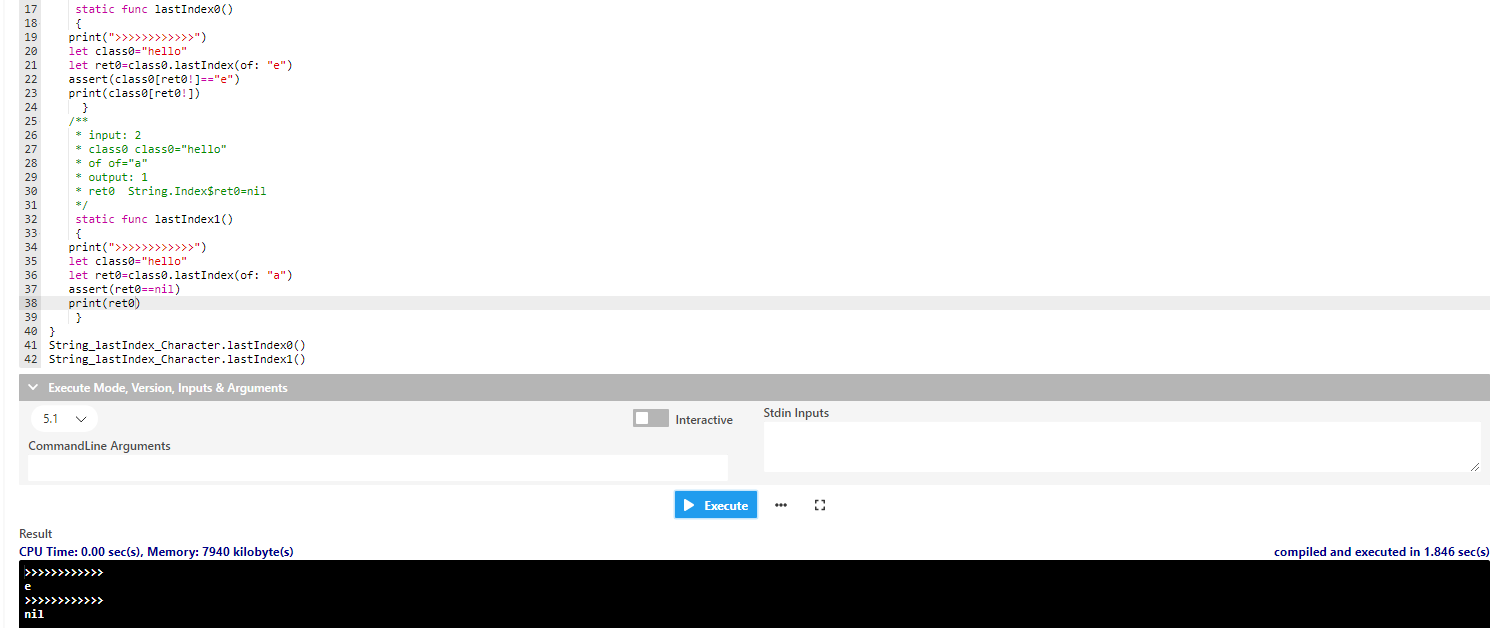 17 static func lastIndex0()
18 {
19 print(">>>>>>>>>>>>")
20 let class0="hello"
21 let ret0=class0.lastIndex(of: "e")
22 assert(class0[ret0!]=="e")
23 print(class0[ret0!])
24 }
25 /**
26 * input: 2
27 * class0 class0="hello"
28 * of of="a"
29 * output: 1
30 * ret0  String.Index$ret0=nil
31 */
32 static func lastIndex1()
33 {
34 print(">>>>>>>>>>>>")
35 let class0="hello"
36 let ret0=class0.lastIndex(of: "a")
37 assert(ret0==nil)
38 print(ret0)
39 }
40 }
41 String_lastIndex_Character.lastIndex0()
42 String_lastIndex_Character.lastIndex1()
Execute Mode, Version, Inputs & Arguments
5.1
Interactive
Stdin Inputs
CommandLine Arguments
Execute
Result
CPU Time: 0.00 sec(s), Memory: 7940 kilobyte(s)
compiled and executed in 1.846 sec(s)
>>>>>>>>>>>>
e
>>>>>>>>>>>>
nil